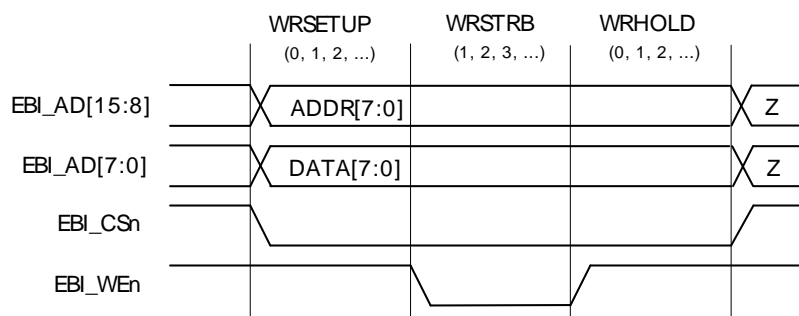 WRSETUP WRSTRB WRHOLD
(0, 1, 2, ...) (1, 2, 3, ...) (0, 1, 2, ...)
EBI_AD[15:8] ADDR[7:0] Z
EBI_AD[7:0] DATA[7:0] Z
EBI_CSn
EBI_WEn